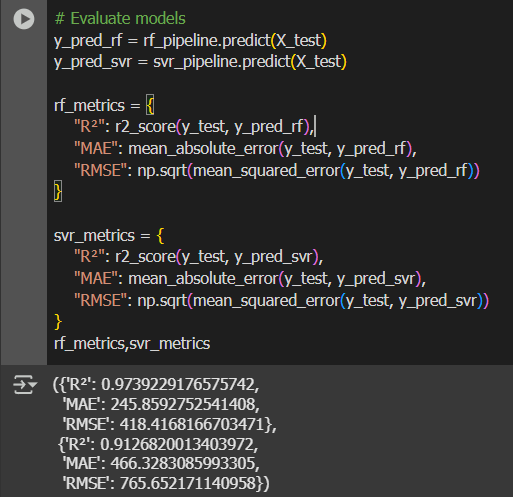 # Evaluate models
y_pred_rf = rf_pipeline.predict(X_test)
y_pred_svr = svr_pipeline.predict(X_test)
rf_metrics = {
"R²": r2_score(y_test, y_pred_rf),
"MAE": mean_absolute_error(y_test, y_pred_rf),
"RMSE": np.sqrt(mean_squared_error(y_test, y_pred_rf))
}
svr_metrics = {
"R²": r2_score(y_test, y_pred_svr),
"MAE": mean_absolute_error(y_test, y_pred_svr),
"RMSE": np.sqrt(mean_squared_error(y_test, y_pred_svr))
}
rf_metrics,svr_metrics
({'R²': 0.9739229176575742,
'MAE': 245.8592752541408,
'RMSE': 418.4168166703471},
{'R²': 0.9126820013403972,
'MAE': 466.3283085993305,
'RMSE': 765.652171140958})